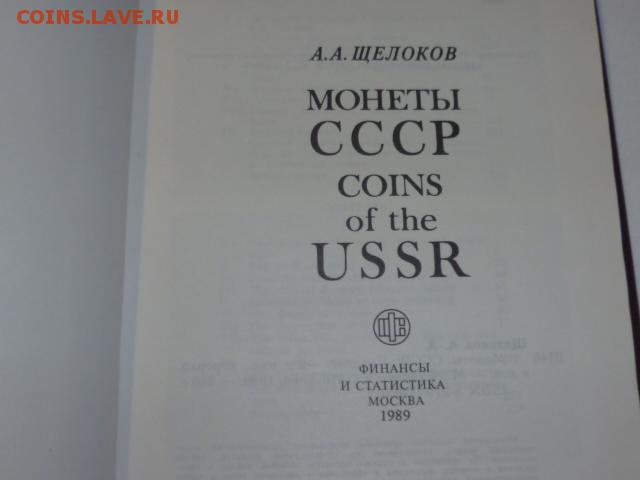 COINS.LAVE.RU
А.А.ЩЕЛОКОВ
МОНЕТЫ
СССР
COINS
of the
USSR
ФИНАНСЫ
И СТАТИСТИКА
МОСКВА
1989